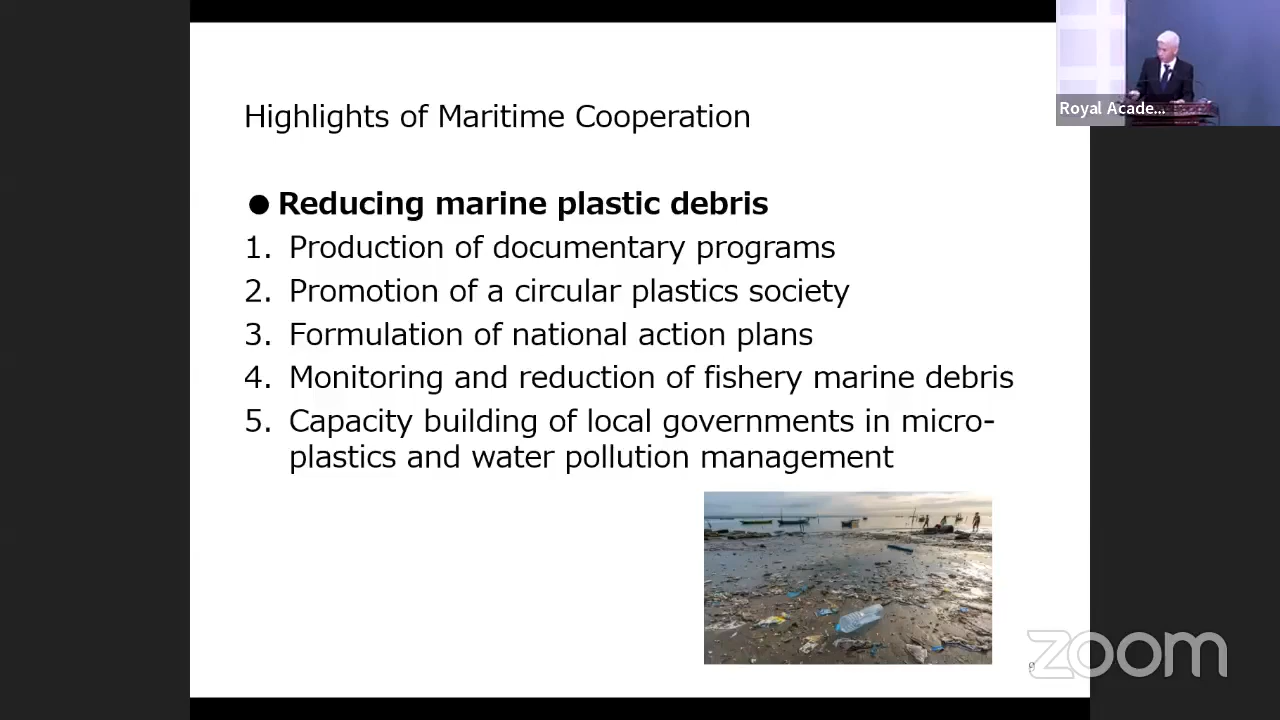 Royal Acade...
Highlights of Maritime Cooperation
●Reducing marine plastic debris
1. Production of documentary programs
2. Promotion of a circular plastics society
3. Formulation of national action plans
4. Monitoring and reduction of fishery marine debris
5. Capacity building of local governments in micro-
plastics and water pollution management
9
zoom